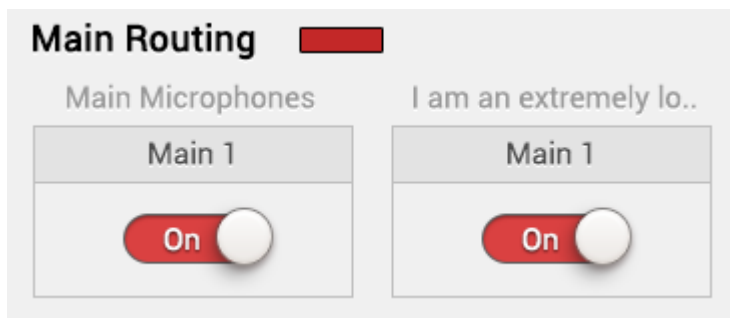 Main Routing
Main Microphones
I am an extremely lo..
Main 1
Main 1
On
On